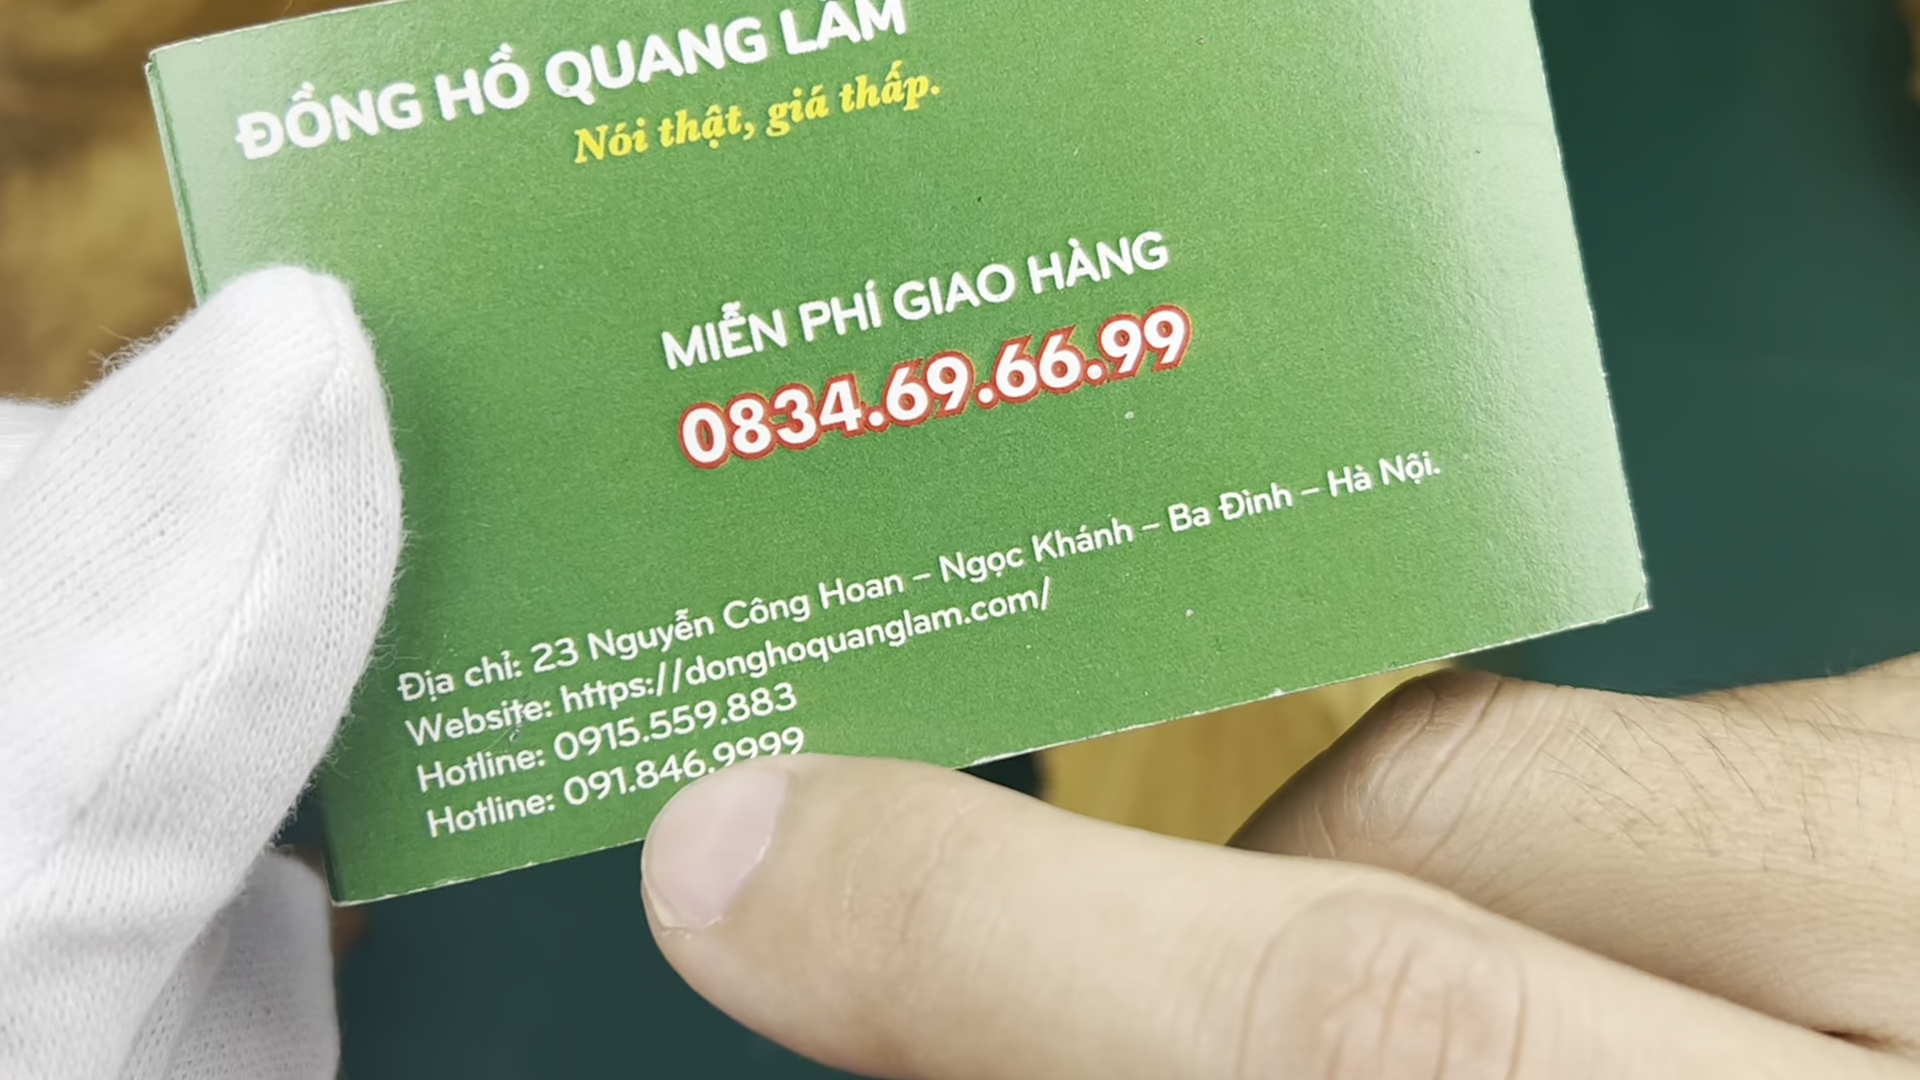 ĐỒNG HỒ QUANG LÂM
Nói thật, giá thấp.
MIỄN PHÍ GIAO HÀNG
0834.69.66.99
Địa chỉ: 23 Nguyễn Công Hoan – Ngọc Khánh – Ba Đình – Hà Nội.
Website: https://donghoquanglam.com/
Hotline: 0915.559.883
Hotline: 091.846.9999